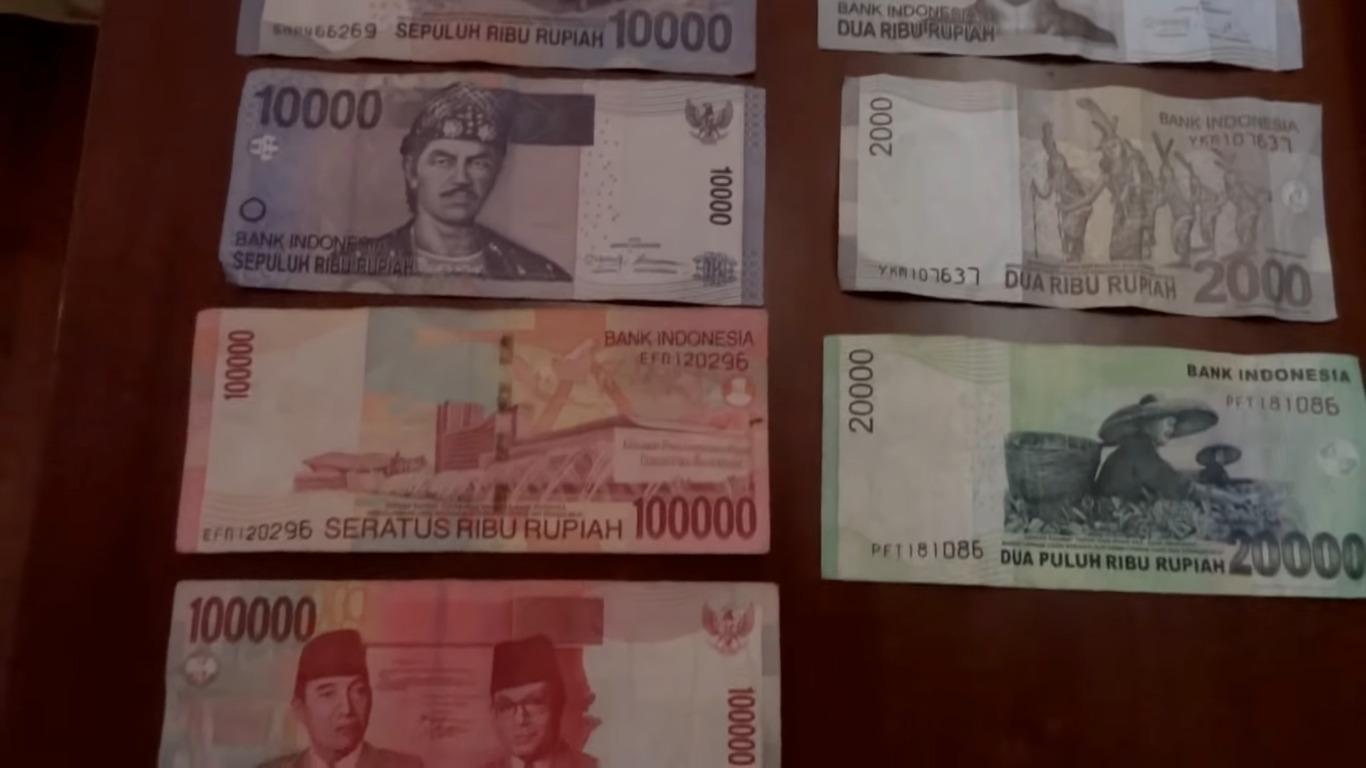 466269 SEPULUH RIBU RUPIAH 10000
BANK INDONESIA
DUA RIBU RUPIAH
10000
10000
BANK INDONESIA
SEPULUH RIBU RUPIAH
2000
BANK INDONESIA
YKR107637
YKR107637 DUA RIBU RUPIAH 2000
100000
BANK INDONESIA
EFR120296
EFR120296 SERATUS RIBU RUPIAH 100000
20000
BANK INDONESIA
PFT181086
PFT181086 DUA PULUH RIBU RUPIAH 20000
100000
100000